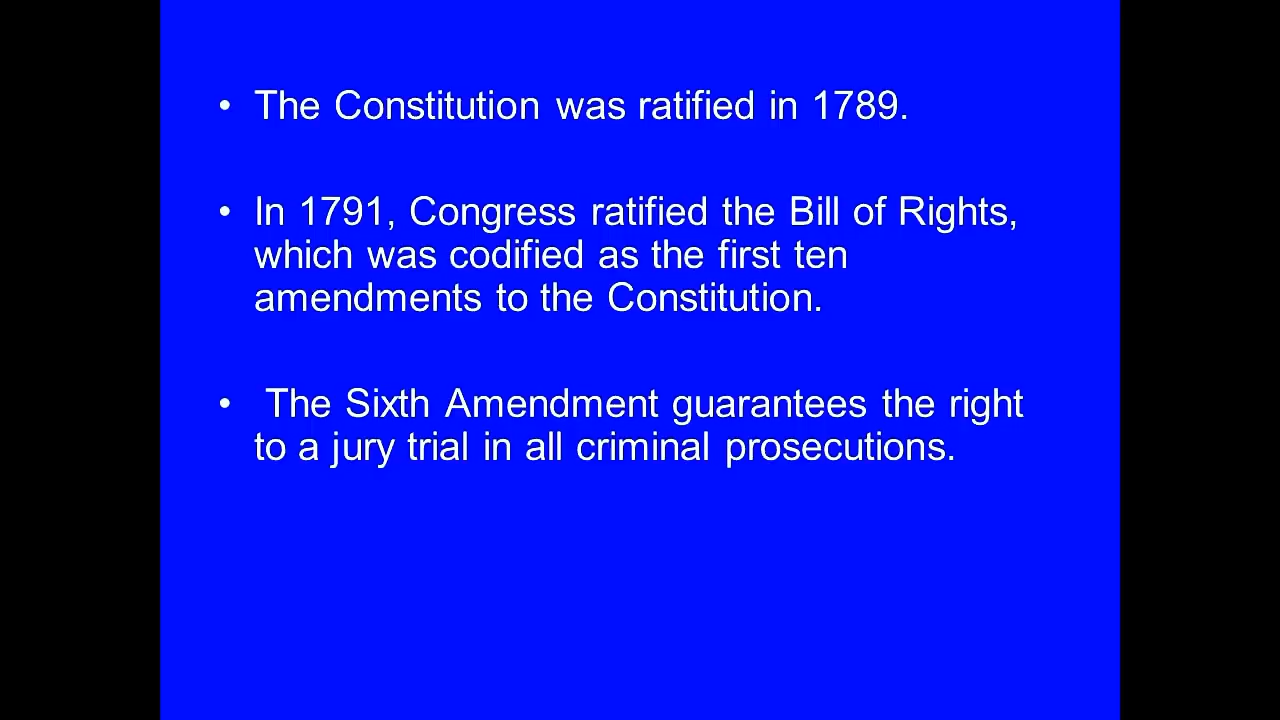 • The Constitution was ratified in 1789.
• In 1791, Congress ratified the Bill of Rights,
which was codified as the first ten
amendments to the Constitution.
• The Sixth Amendment guarantees the right
to a jury trial in all criminal prosecutions.